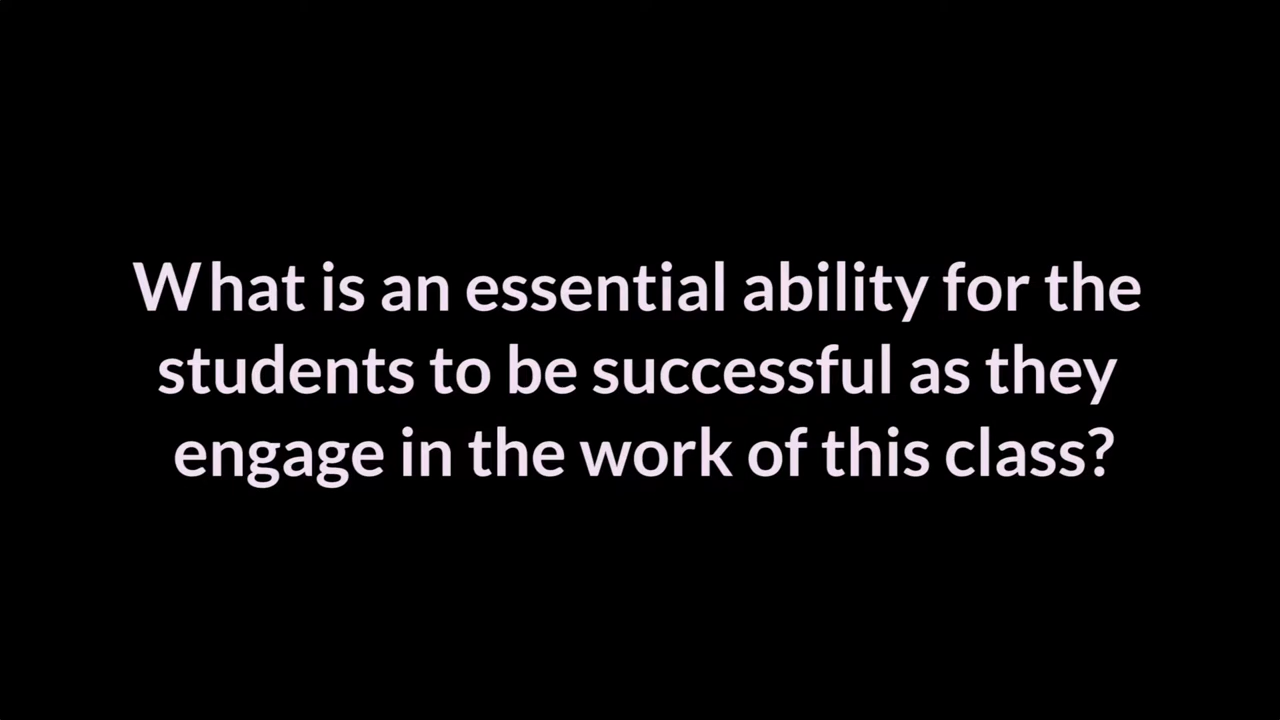 What is an essential ability for the
students to be successful as they
engage in the work of this class?